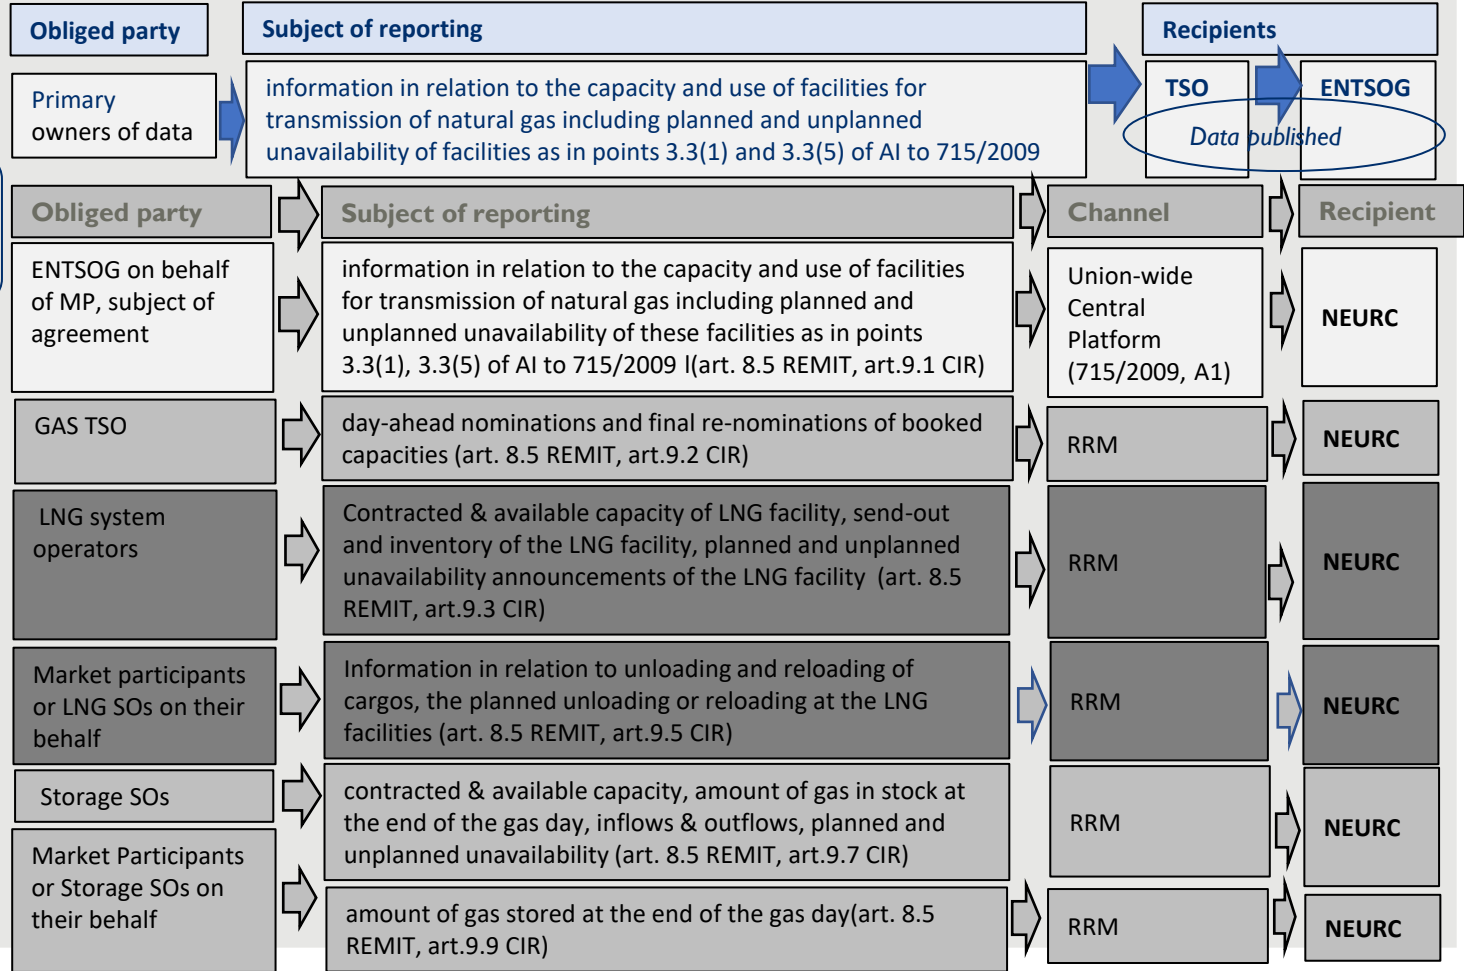 Obliged party
Subject of reporting
Recipients
Primary
owners of data
information in relation to the capacity and use of facilities for
transmission of natural gas including planned and unplanned
unavailability of facilities as in points 3.3(1) and 3.3(5) of AI to 715/2009
TSO
ENTSOG
Data published
Obliged party
Subject of reporting
Channel
Recipient
ENTSOG on behalf
of MP, subject of
agreement
information in relation to the capacity and use of facilities
for transmission of natural gas including planned and
unplanned unavailability of these facilities as in points
3.3(1), 3.3(5) of AI to 715/2009 l(art. 8.5 REMIT, art.9.1 CIR)
Union-wide
Central
Platform
(715/2009, A1)
NEURC
GAS TSO
day-ahead nominations and final re-nominations of booked
capacities (art. 8.5 REMIT, art.9.2 CIR)
RRM
NEURC
LNG system
operators
Contracted & available capacity of LNG facility, send-out
and inventory of the LNG facility, planned and unplanned
unavailability announcements of the LNG facility (art. 8.5
REMIT, art.9.3 CIR)
RRM
NEURC
Market participants
or LNG SOs on their
behalf
Information in relation to unloading and reloading of
cargos, the planned unloading or reloading at the LNG
facilities (art. 8.5 REMIT, art.9.5 CIR)
RRM
NEURC
Storage SOs
contracted & available capacity, amount of gas in stock at
the end of the gas day, inflows & outflows, planned and
unplanned unavailability (art. 8.5 REMIT, art.9.7 CIR)
RRM
NEURC
Market Participants
or Storage SOs on
their behalf
amount of gas stored at the end of the gas day(art. 8.5
REMIT, art.9.9 CIR)
RRM
NEURC